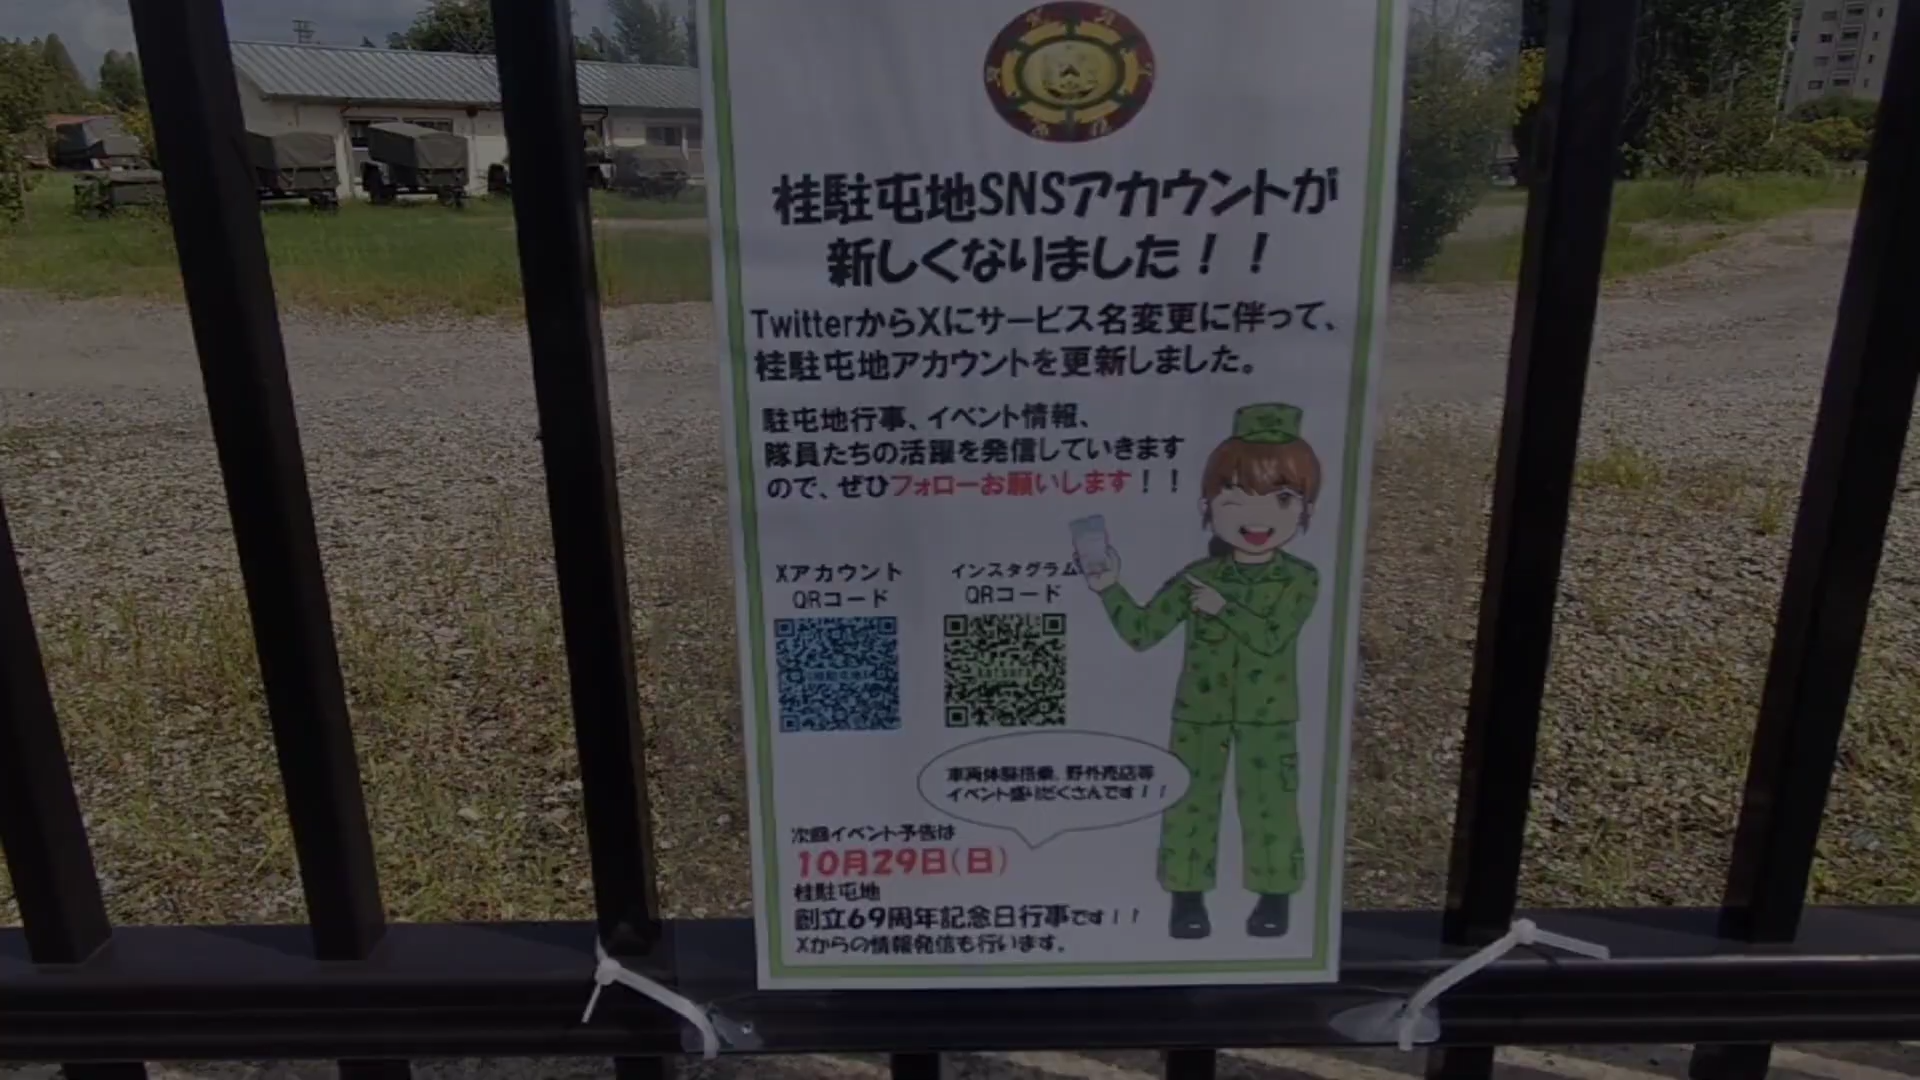 桂駐屯地SNSアカウントが
新しくなりました！！
TwitterからXにサービス名変更に伴って、
桂駐屯地アカウントを更新しました。
駐屯地行事、イベント情報、
隊員たちの活躍を発信していきます
ので、ぜひフォローお願いします！！
Xアカウント
QRコード
インスタグラム
QRコード
車両体験搭乗、野外売店等
イベント盛りだくさんです！！
次回イベント予告は
10月29日(日)
桂駐屯地
創立69周年記念日行事です！！
Xからの情報発信も行います。